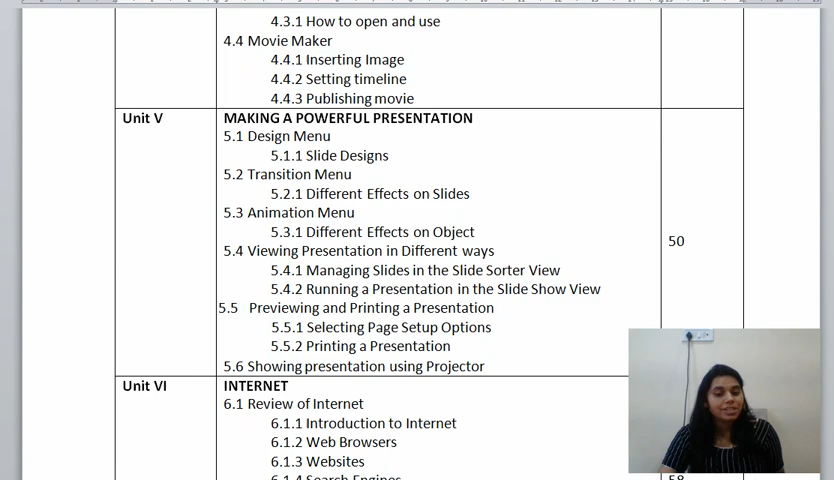 4.3.1 How to open and use
4.4 Movie Maker
4.4.1 Inserting Image
4.4.2 Setting timeline
4.4.3 Publishing movie
Unit V
MAKING A POWERFUL PRESENTATION
5.1 Design Menu
5.1.1 Slide Designs
5.2 Transition Menu
5.2.1 Different Effects on Slides
5.3 Animation Menu
5.3.1 Different Effects on Object
5.4 Viewing Presentation in Different ways
5.4.1 Managing Slides in the Slide Sorter View
5.4.2 Running a Presentation in the Slide Show View
5.5 Previewing and Printing a Presentation
5.5.1 Selecting Page Setup Options
5.5.2 Printing a Presentation
5.6 Showing presentation using Projector
50
Unit VI
INTERNET
6.1 Review of Internet
6.1.1 Introduction to Internet
6.1.2 Web Browsers
6.1.3 Websites
6.1.4 Search Engines
58